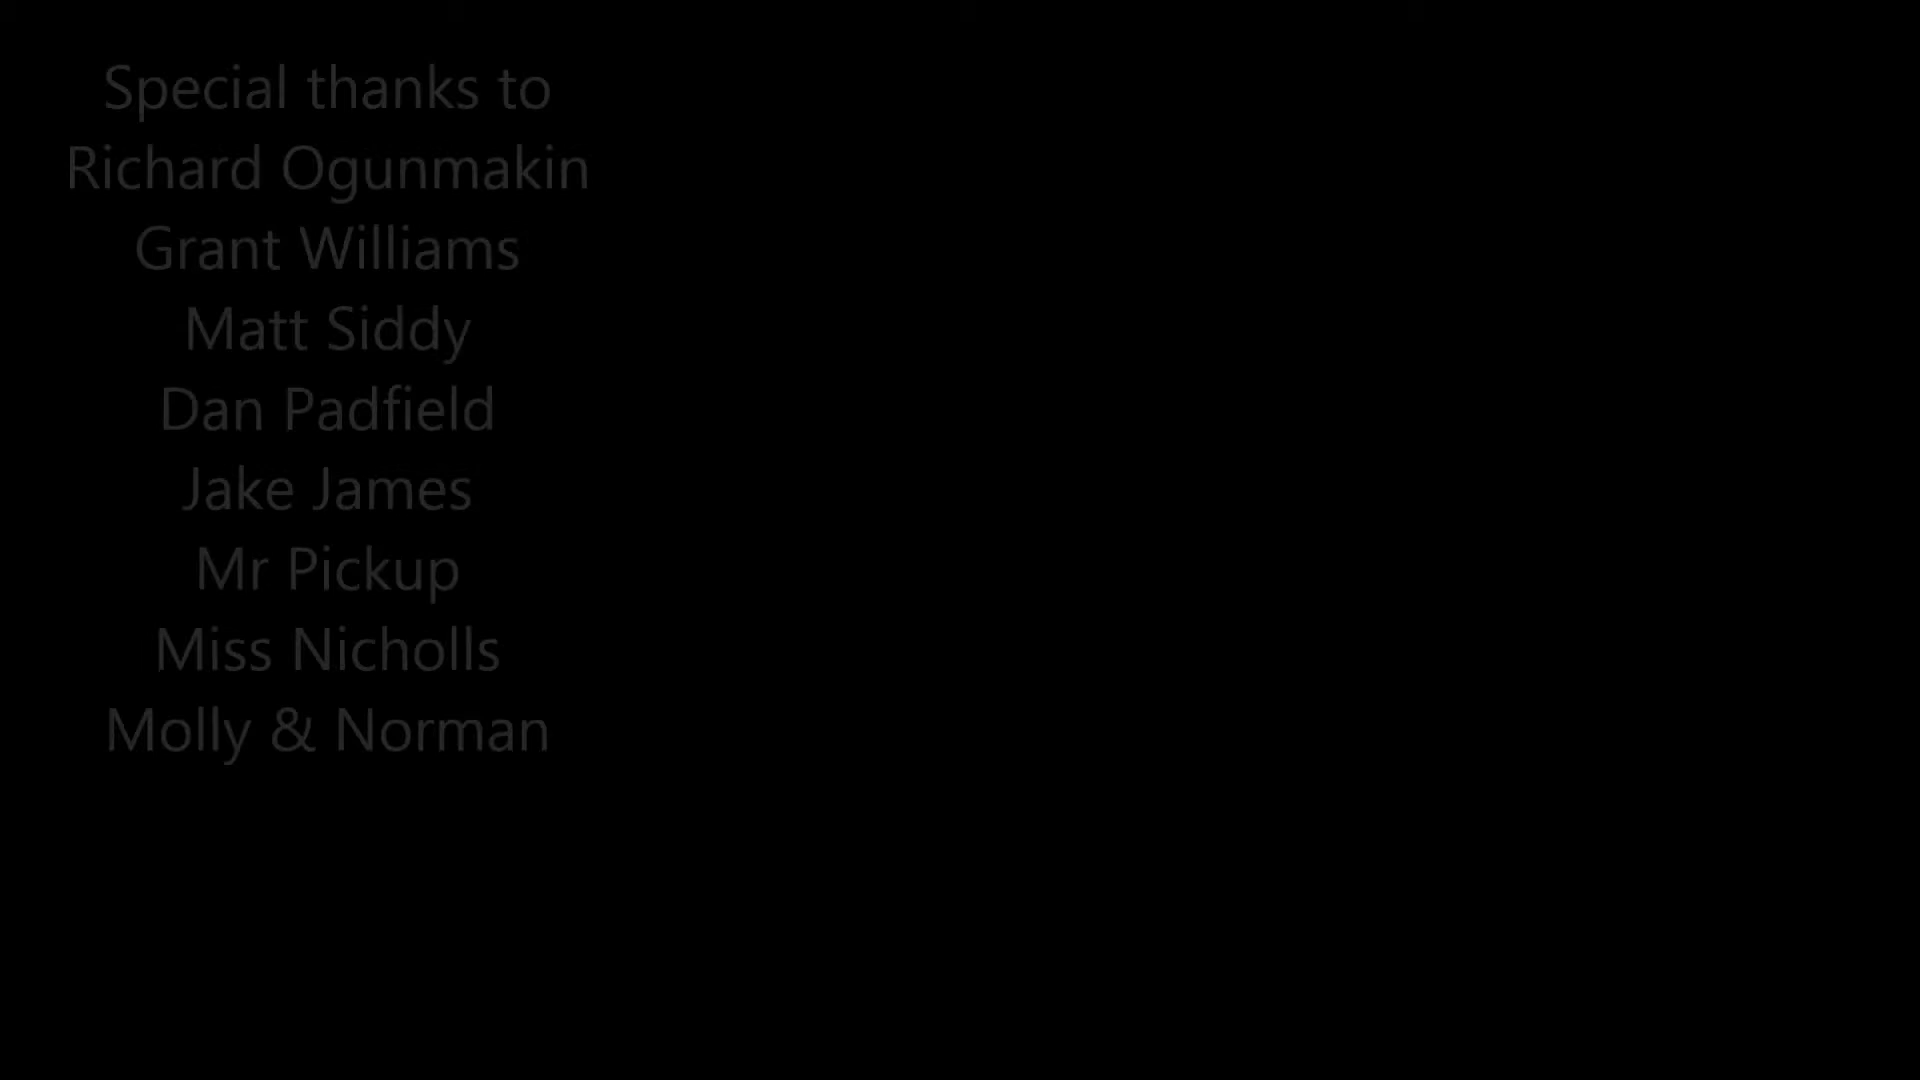 Special thanks to
Richard Ogunmakin
Grant Williams
Matt Siddy
Dan Padfield
Jake James
Mr Pickup
Miss Nicholls
Molly & Norman